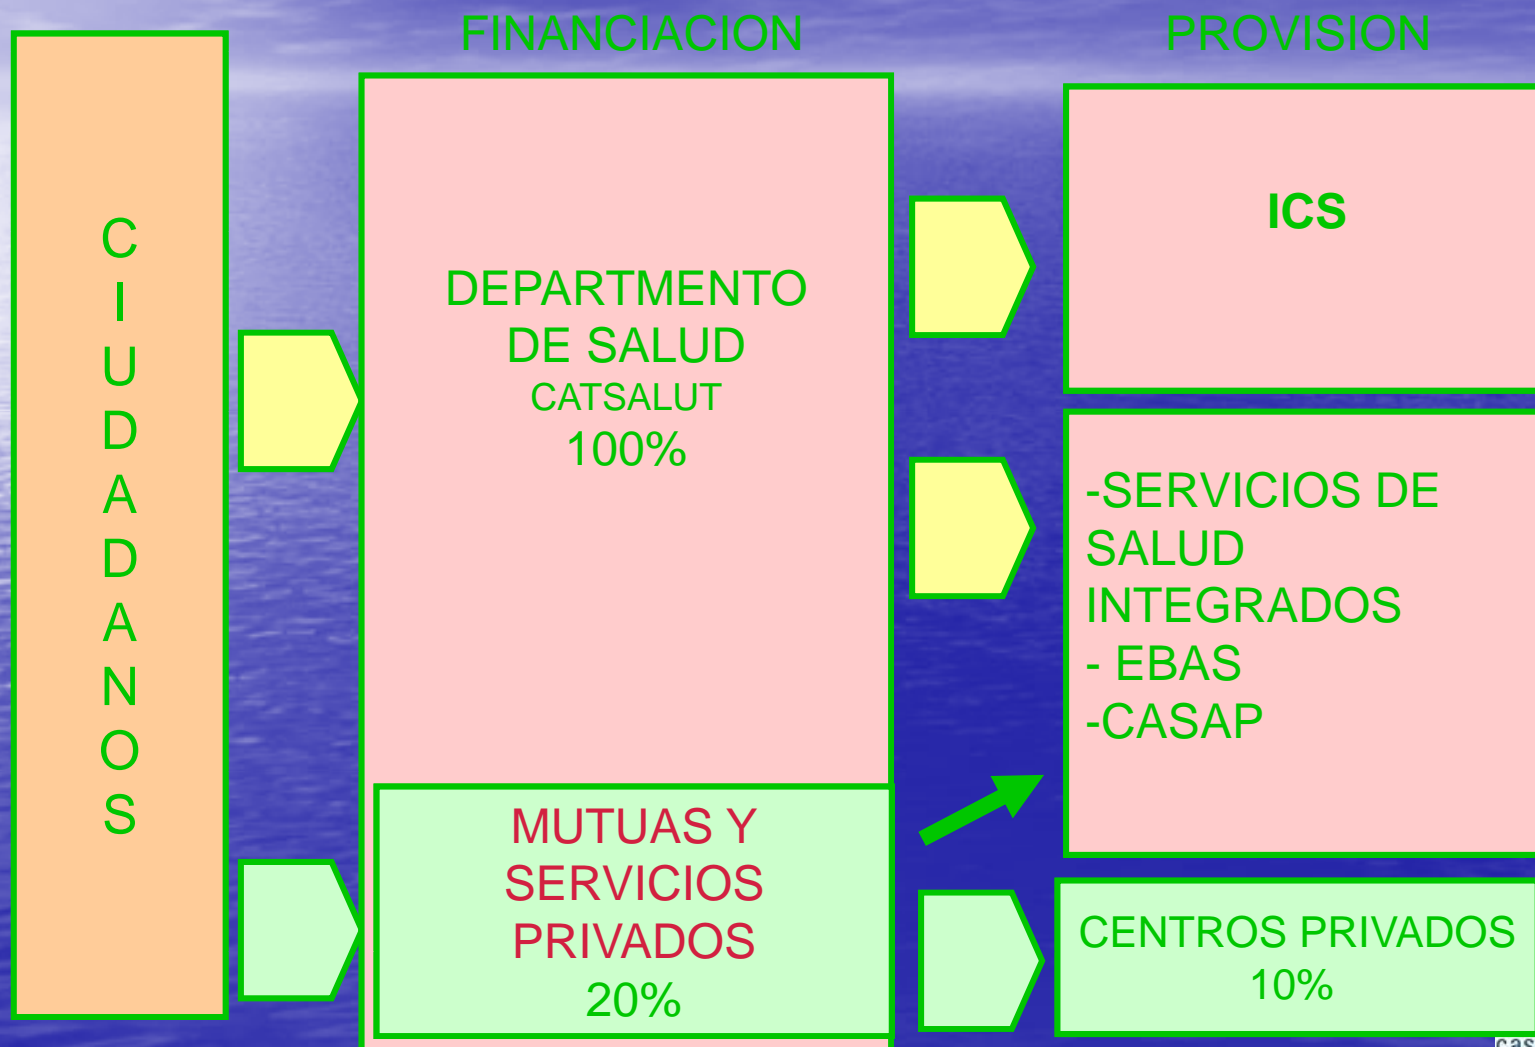 FINANCIACION
PROVISION
C
I
U
D
A
D
A
N
O
S
DEPARTMENTO
DE SALUD
CATSALUT
100%
MUTUAS Y
SERVICIOS
PRIVADOS
20%
ICS
-SERVICIOS DE
SALUD
INTEGRADOS
- EBAS
-CASAP
CENTROS PRIVADOS
10%